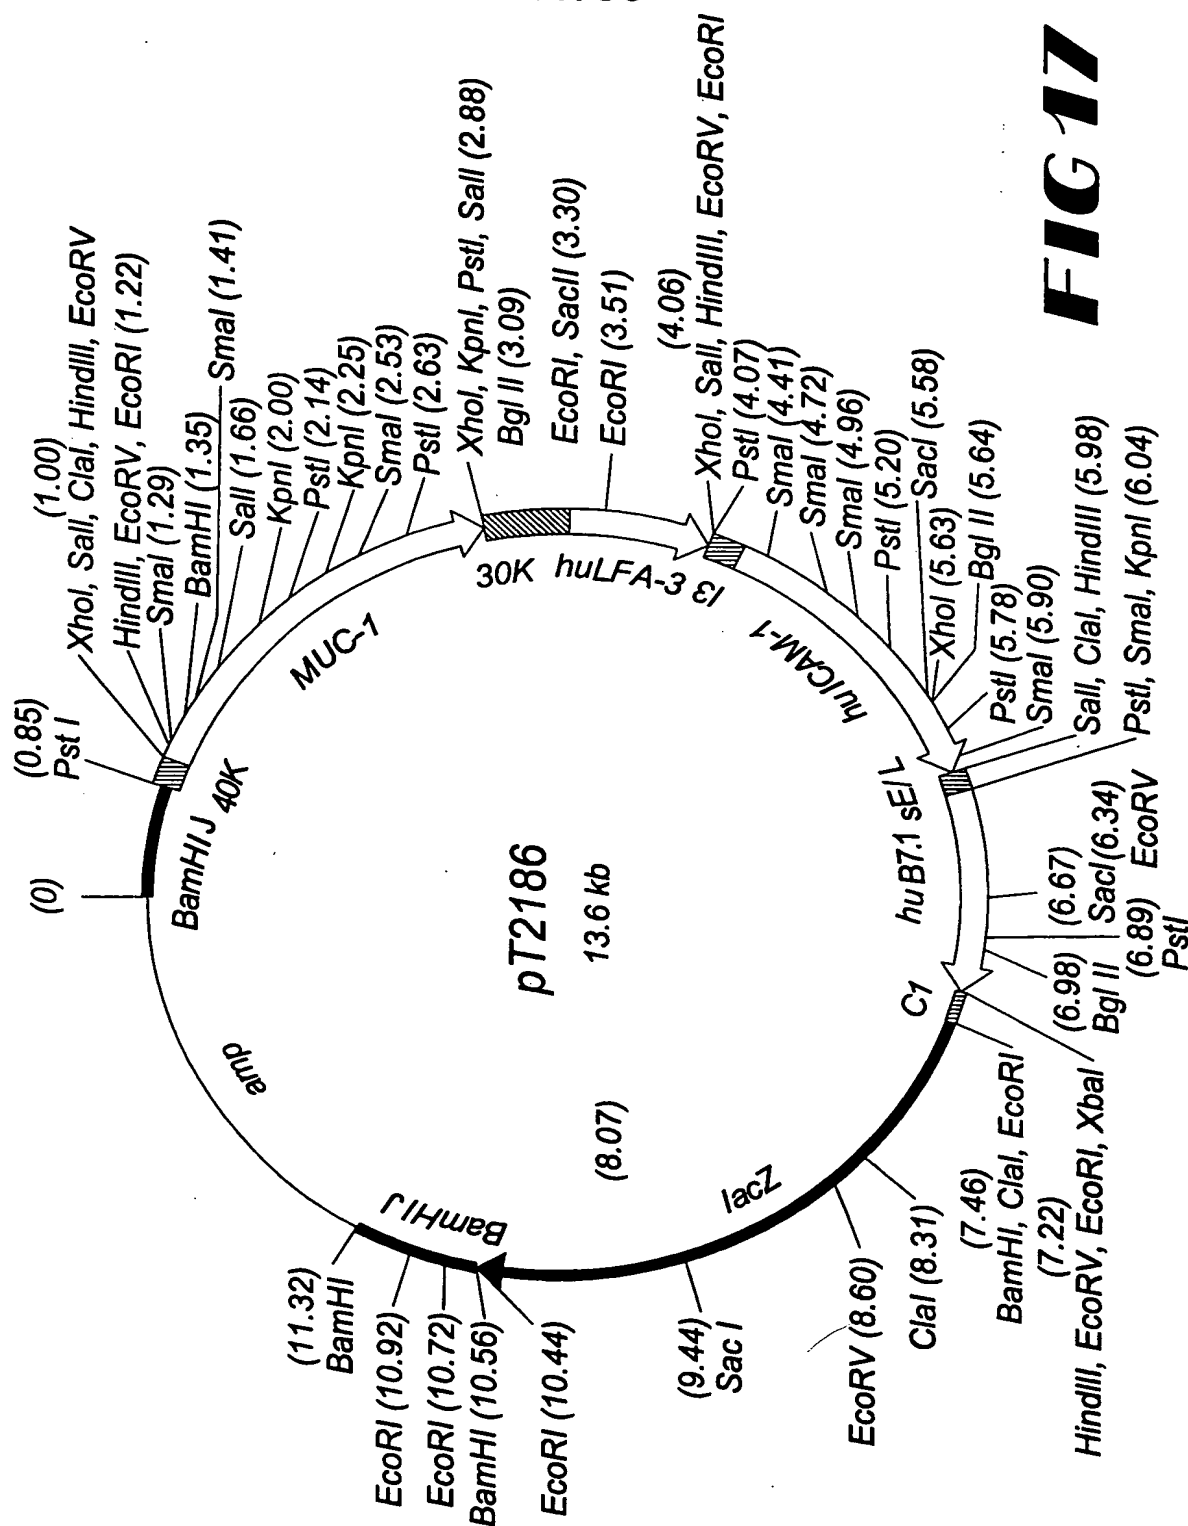 FIG 17
pT2186
13.6 kb
(0)
BamHI J
40K
(0.85)
Pst I
(1.00)
XhoI, SalI, ClaI, HindIII, EcoRV
HindIII, EcoRV, EcoRI (1.22)
SmaI (1.29)
BamHI (1.35)
SmaI (1.41)
SalI (1.66)
KpnI (2.00)
PstI (2.14)
KpnI (2.25)
SmaI (2.53)
PstI (2.63)
MUC-1
XhoI, KpnI, PstI, SalI (2.88)
Bgl II (3.09)
30K
EcoRI, SacII (3.30)
EcoRI (3.51)
huLFA-3
I3
(4.06)
XhoI, SalI, HindIII, EcoRV, EcoRI
PstI (4.07)
SmaI (4.41)
SmaI (4.72)
SmaI (4.96)
PstI (5.20)
SacI (5.58)
XhoI (5.63)
Bgl II (5.64)
PstI (5.78)
SmaI (5.90)
huICAM-1
SalI, ClaI, HindIII (5.98)
PstI, SmaI, KpnI (6.04)
sE/L
huB7.1
(6.34)
EcoRV
(6.67)
SacI
(6.89)
PstI
(6.98)
Bgl II
C1
(7.22)
HindIII, EcoRV, EcoRI, XbaI
(7.46)
BamHI, ClaI, EcoRI
(8.07)
ClaI (8.31)
EcoRV (8.60)
lacZ
(9.44)
Sac I
EcoRI (10.44)
BamHI (10.56)
EcoRI (10.72)
EcoRI (10.92)
BamHI J
(11.32)
BamHI
amp